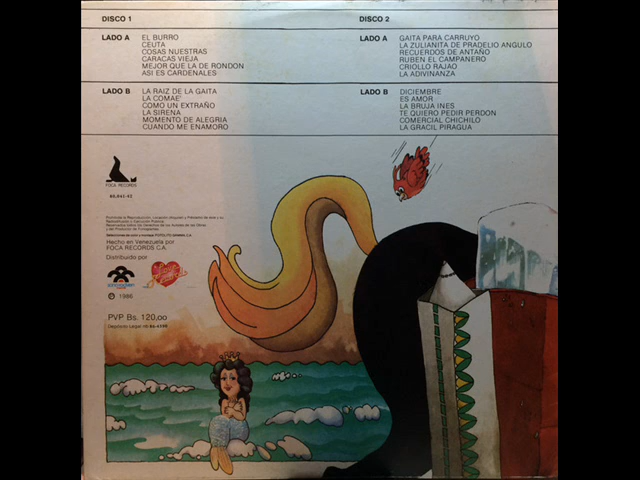 DISCO 1
LADO A
EL BURRO
CEUTA
COSAS NUESTRAS
CARACAS VIEJA
MEJOR QUE LA DE RONDON
ASI ES CARDENALES
LADO B
LA RAIZ DE LA GAITA
LA COMAE'
COMO UN EXTRAÑO
LA SIRENA
MOMENTO DE ALEGRIA
CUANDO ME ENAMORO
DISCO 2
LADO A
GAITA PARA CARRUYO
LA ZULIANITA DE PRADELIO ANGULO
RECUERDOS DE ANTAÑO
RUBEN EL CAMPANERO
CRIOLLO RAJAO
LA ADIVINANZA
LADO B
DICIEMBRE
ES AMOR
LA BRUJA INES
TE QUIERO PEDIR PERDON
COMERCIAL CHICHILO
LA GRACIL PIRAGUA
FOCA RECORDS
Hecho en Venezuela por
FOCA RECORDS C.A.
Distribuido por
℗ 1986
PVP Bs. 120,00